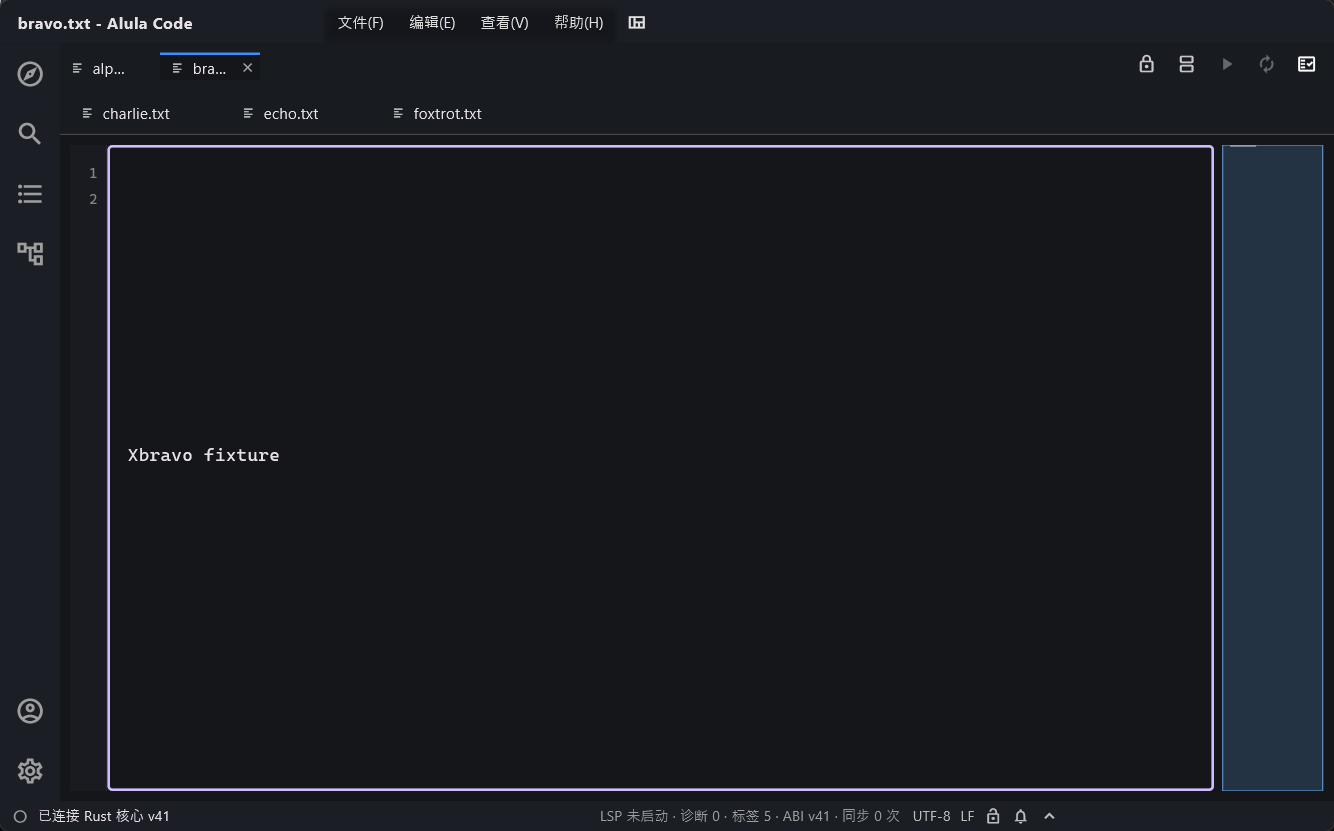 bravo.txt - Alula Code 文件(F) 编辑(E) 查看(V) 帮助(H)
alp... bra...
charlie.txt echo.txt foxtrot.txt
1
2
Xbravo fixture
已连接 Rust 核心 v41 LSP 未启动 · 诊断 0 · 标签 5 · ABI v41 · 同步 0 次 UTF-8 LF